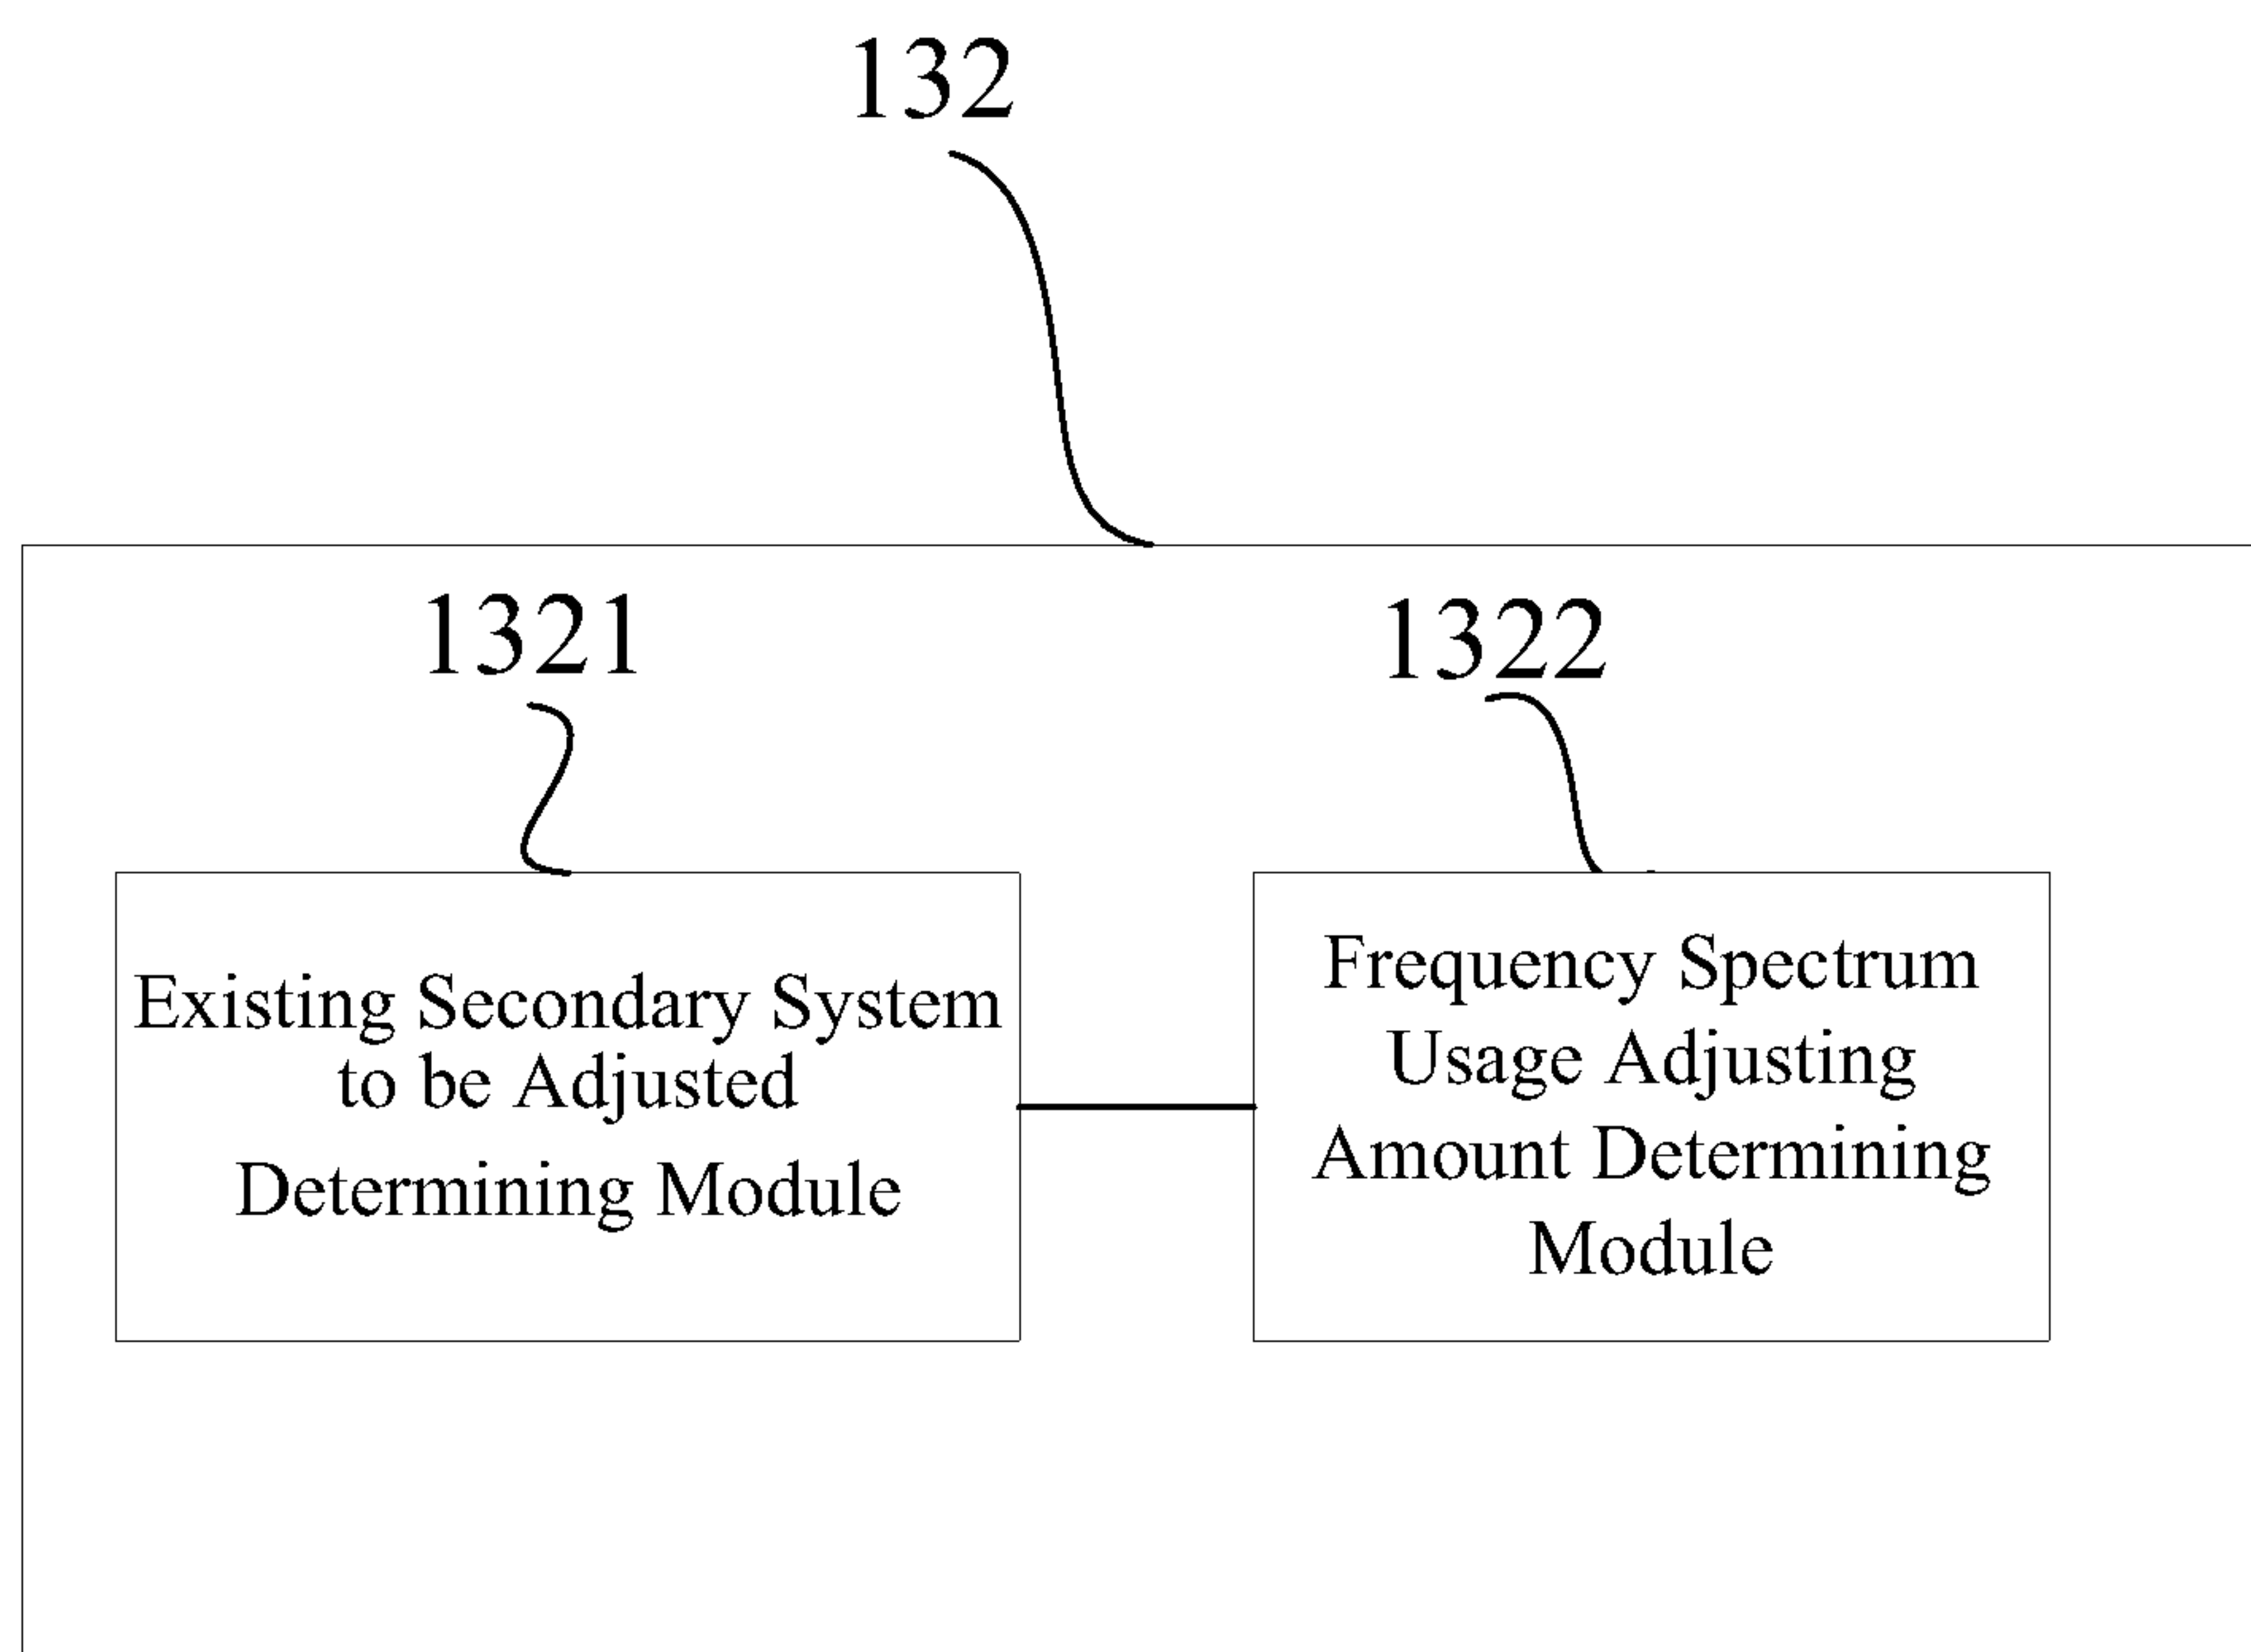 132
1321
1322
Existing Secondary System
to be Adjusted
Determining Module
Frequency Spectrum
Usage Adjusting
Amount Determining
Module